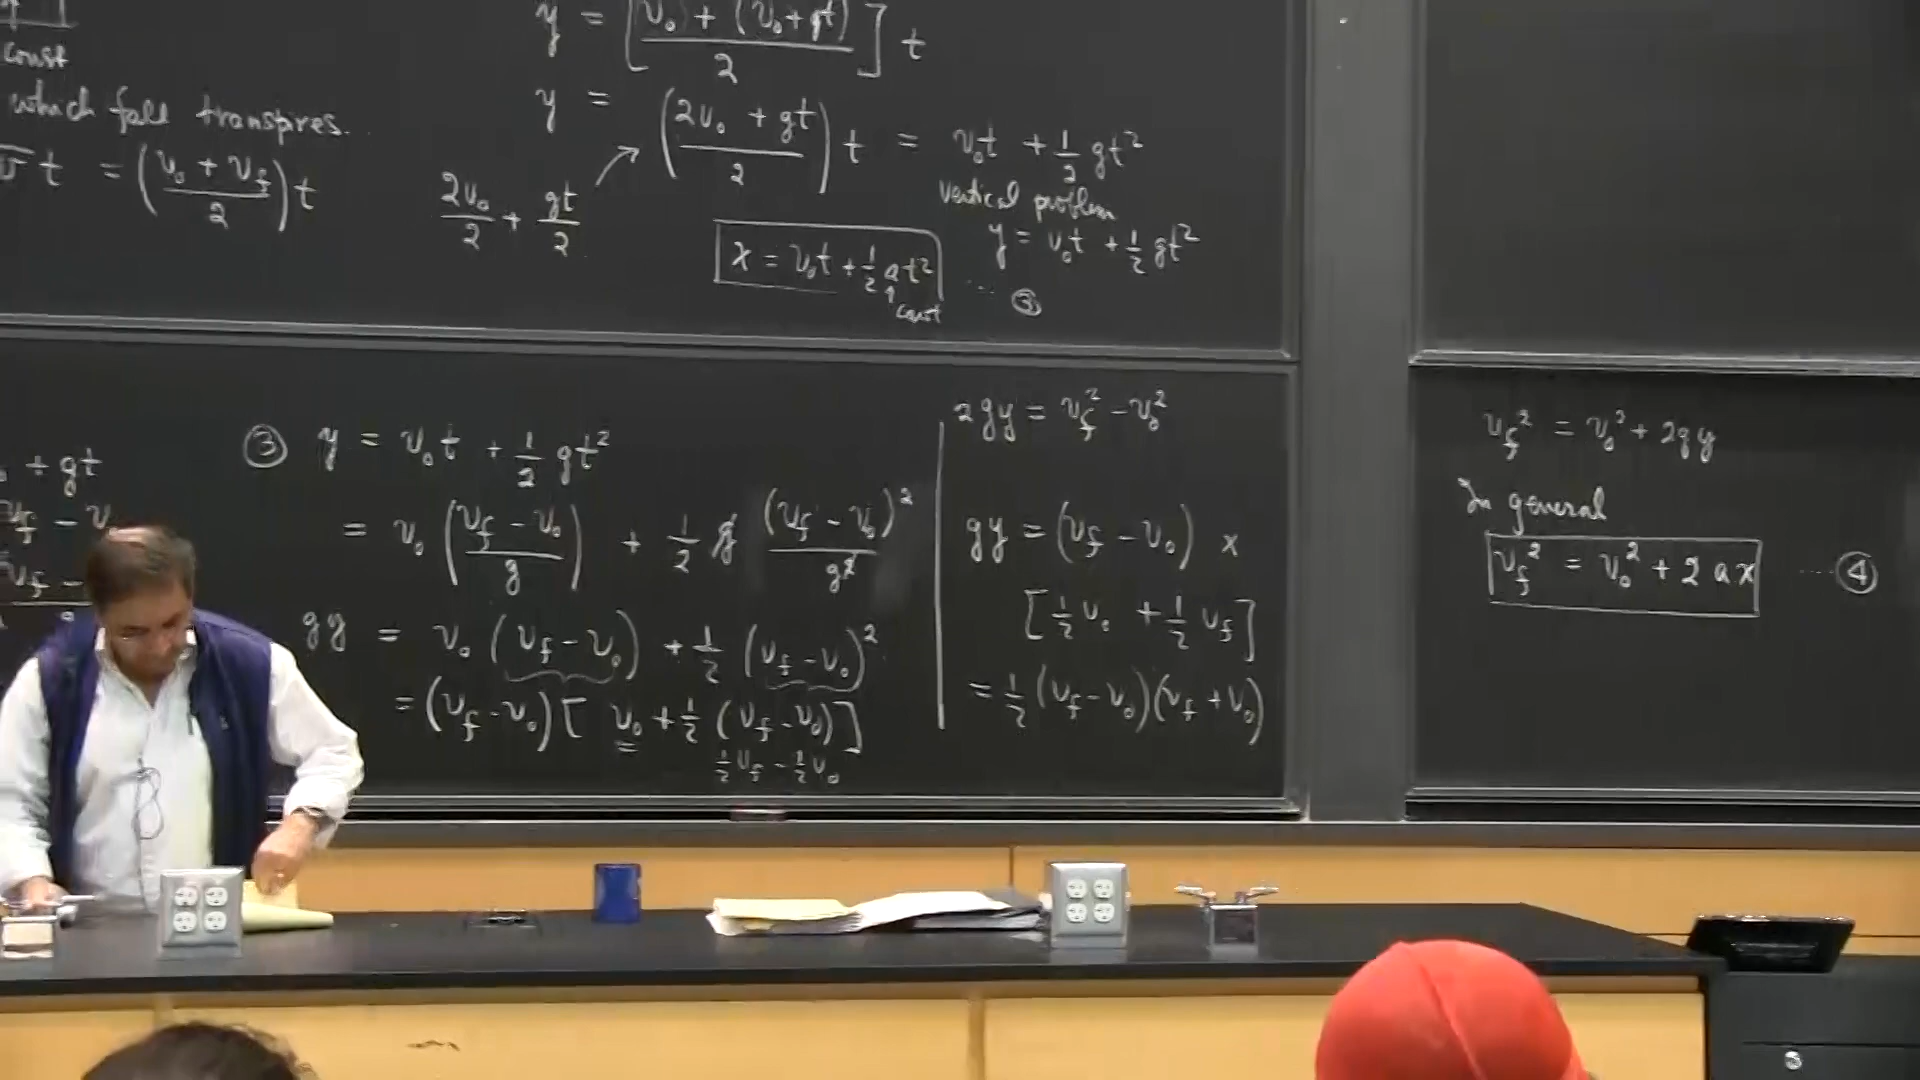 const
which fall transpires.
v̄ t = (v₀ + v_f / 2) t
y = [v₀ + (v₀+gt) / 2] t
y = (2v₀ + gt / 2) t = v₀t + 1/2 gt²
2v₀/2 + gt/2
vertical problem
y = v₀t + 1/2 gt²
x = v₀t + 1/2 at² ... ③
↑
const
+ gt
v_f - v
v_f -
③ y = v₀t + 1/2 gt²
= v₀ (v_f - v₀ / g) + 1/2 g (v_f - v₀)² / g²
gy = v₀ (v_f - v₀) + 1/2 (v_f - v₀)²
= (v_f - v₀) [v₀ + 1/2 (v_f - v₀)]
1/2 v_f - 1/2 v₀
2gy = v_f² - v₀²
gy = (v_f - v₀) x
[1/2 v₀ + 1/2 v_f]
= 1/2 (v_f - v₀)(v_f + v₀)
v_f² = v₀² + 2gy
In general
v_f² = v₀² + 2ax ···· ④